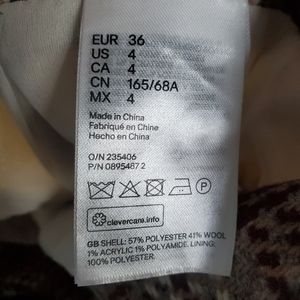 EUR 36
US 4
CA 4
CN 165/68A
MX 4
Made in China
Fabriqué en Chine
Hecho en China
O/N 235406
P/N 0895487 2
P
clevercare.info
GB SHELL: 57% POLYESTER 41% WOOL
1% ACRYLIC 1% POLYAMIDE. LINING:
100% POLYESTER.